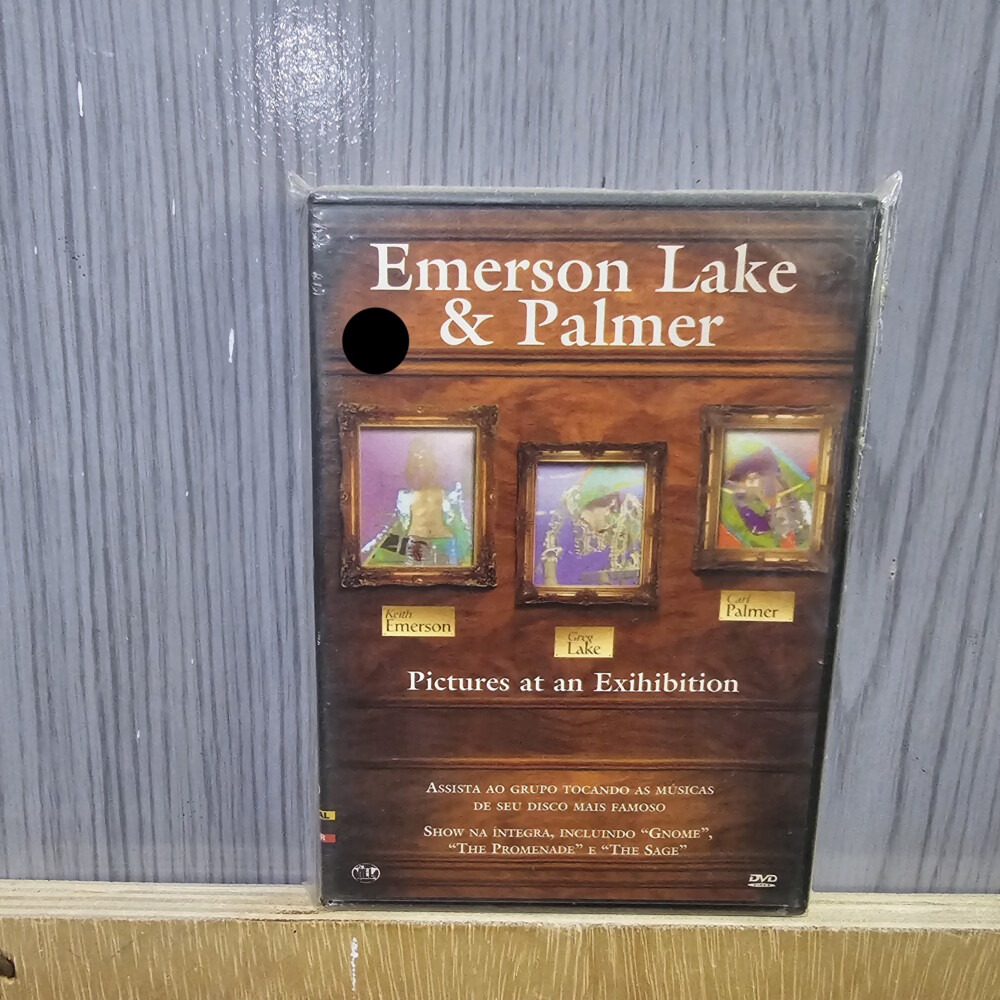 Emerson Lake
& Palmer
Keith
Emerson
Greg
Lake
Carl
Palmer
Pictures at an Exihibition
Assista ao grupo tocando as músicas
de seu disco mais famoso
Show na íntegra, incluindo “Gnome”,
“The Promenade” e “The Sage”
DVD
VIDEO